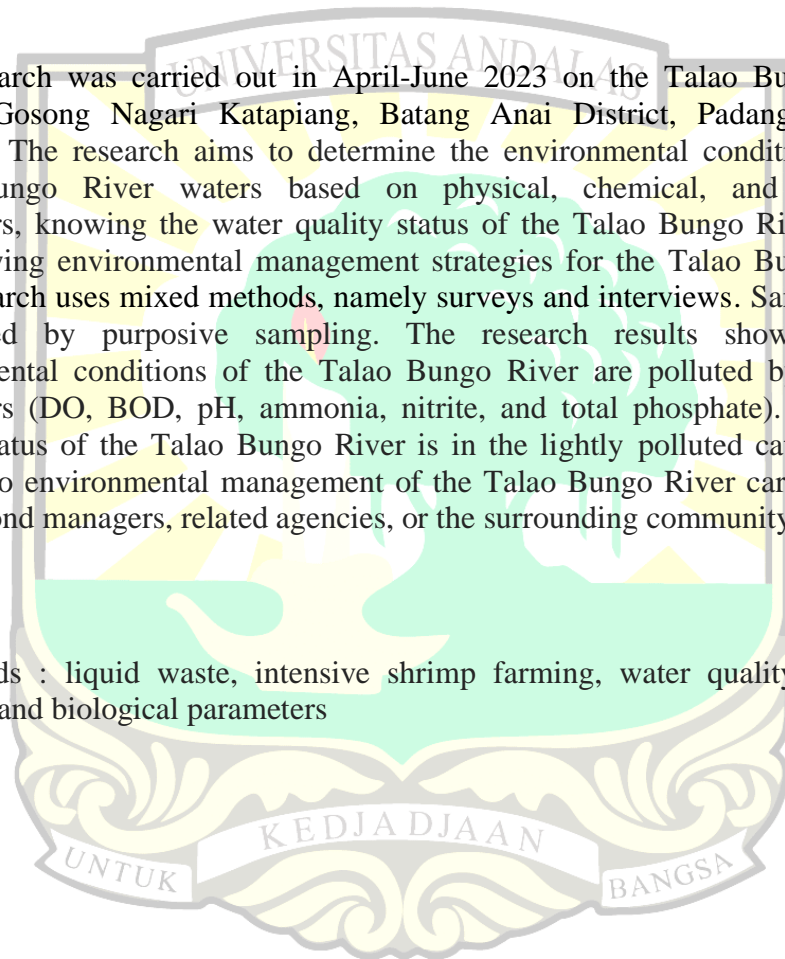 UNIVERSITAS ANDALAS
arch was carried out in April-June 2023 on the Talao Bu
Gosong Nagari Katapiang, Batang Anai District, Padang
The research aims to determine the environmental conditi
ungo River waters based on physical, chemical, and
rs, knowing the water quality status of the Talao Bungo Ri
ving environmental management strategies for the Talao Bu
arch uses mixed methods, namely surveys and interviews. Sa
ed by purposive sampling. The research results show
ental conditions of the Talao Bungo River are polluted b
rs (DO, BOD, pH, ammonia, nitrite, and total phosphate).
atus of the Talao Bungo River is in the lightly polluted ca
o environmental management of the Talao Bungo River car
ond managers, related agencies, or the surrounding community
ds : liquid waste, intensive shrimp farming, water quality
and biological parameters
KEDJADJAAN
UNTUK
BANGSA